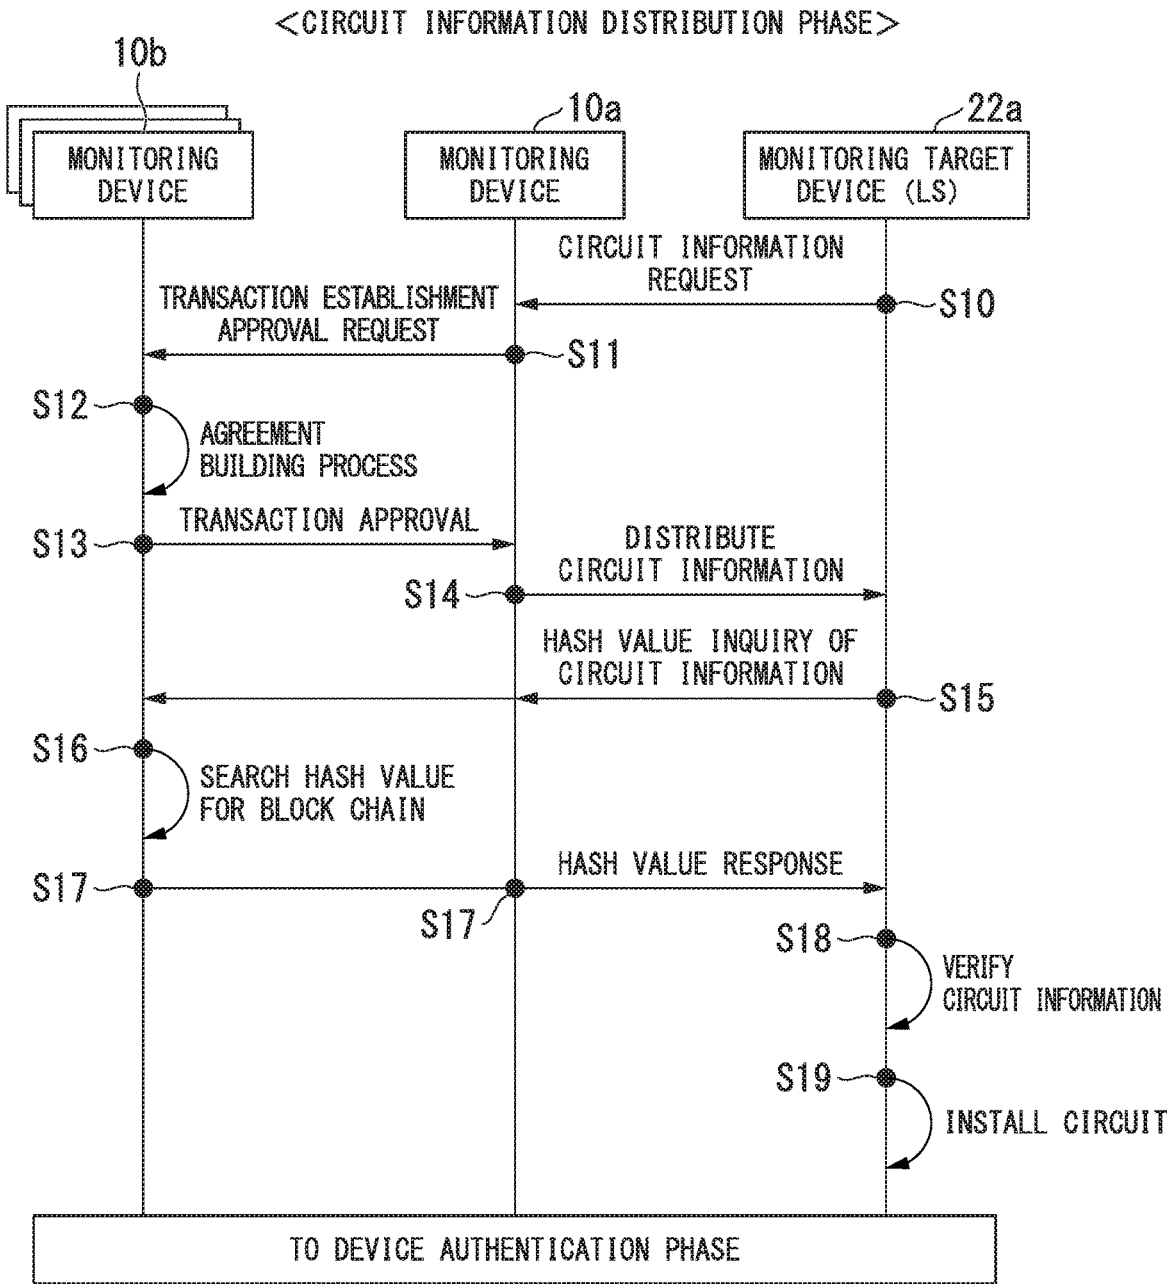 <CIRCUIT INFORMATION DISTRIBUTION PHASE>
10b
10a
22a
MONITORING
DEVICE
MONITORING
DEVICE
MONITORING TARGET
DEVICE (LS)
CIRCUIT INFORMATION
REQUEST
S10
TRANSACTION ESTABLISHMENT
APPROVAL REQUEST
S11
S12
AGREEMENT
BUILDING PROCESS
S13
TRANSACTION APPROVAL
DISTRIBUTE
CIRCUIT INFORMATION
S14
HASH VALUE INQUIRY OF
CIRCUIT INFORMATION
S15
S16
SEARCH HASH VALUE
FOR BLOCK CHAIN
S17
HASH VALUE RESPONSE
S17
S18
VERIFY
CIRCUIT INFORMATION
S19
INSTALL CIRCUIT
TO DEVICE AUTHENTICATION PHASE